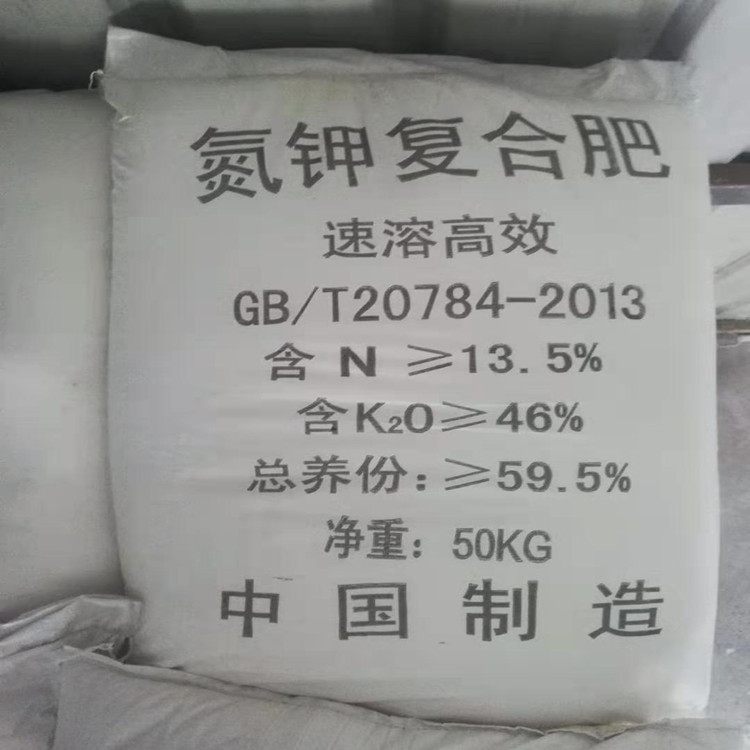 氮钾复合肥
速溶高效
GB/T20784-2013
含 N ≥13.5%
含K₂O≥46%
总养份:≥59.5%
净重: 50KG
中国制造